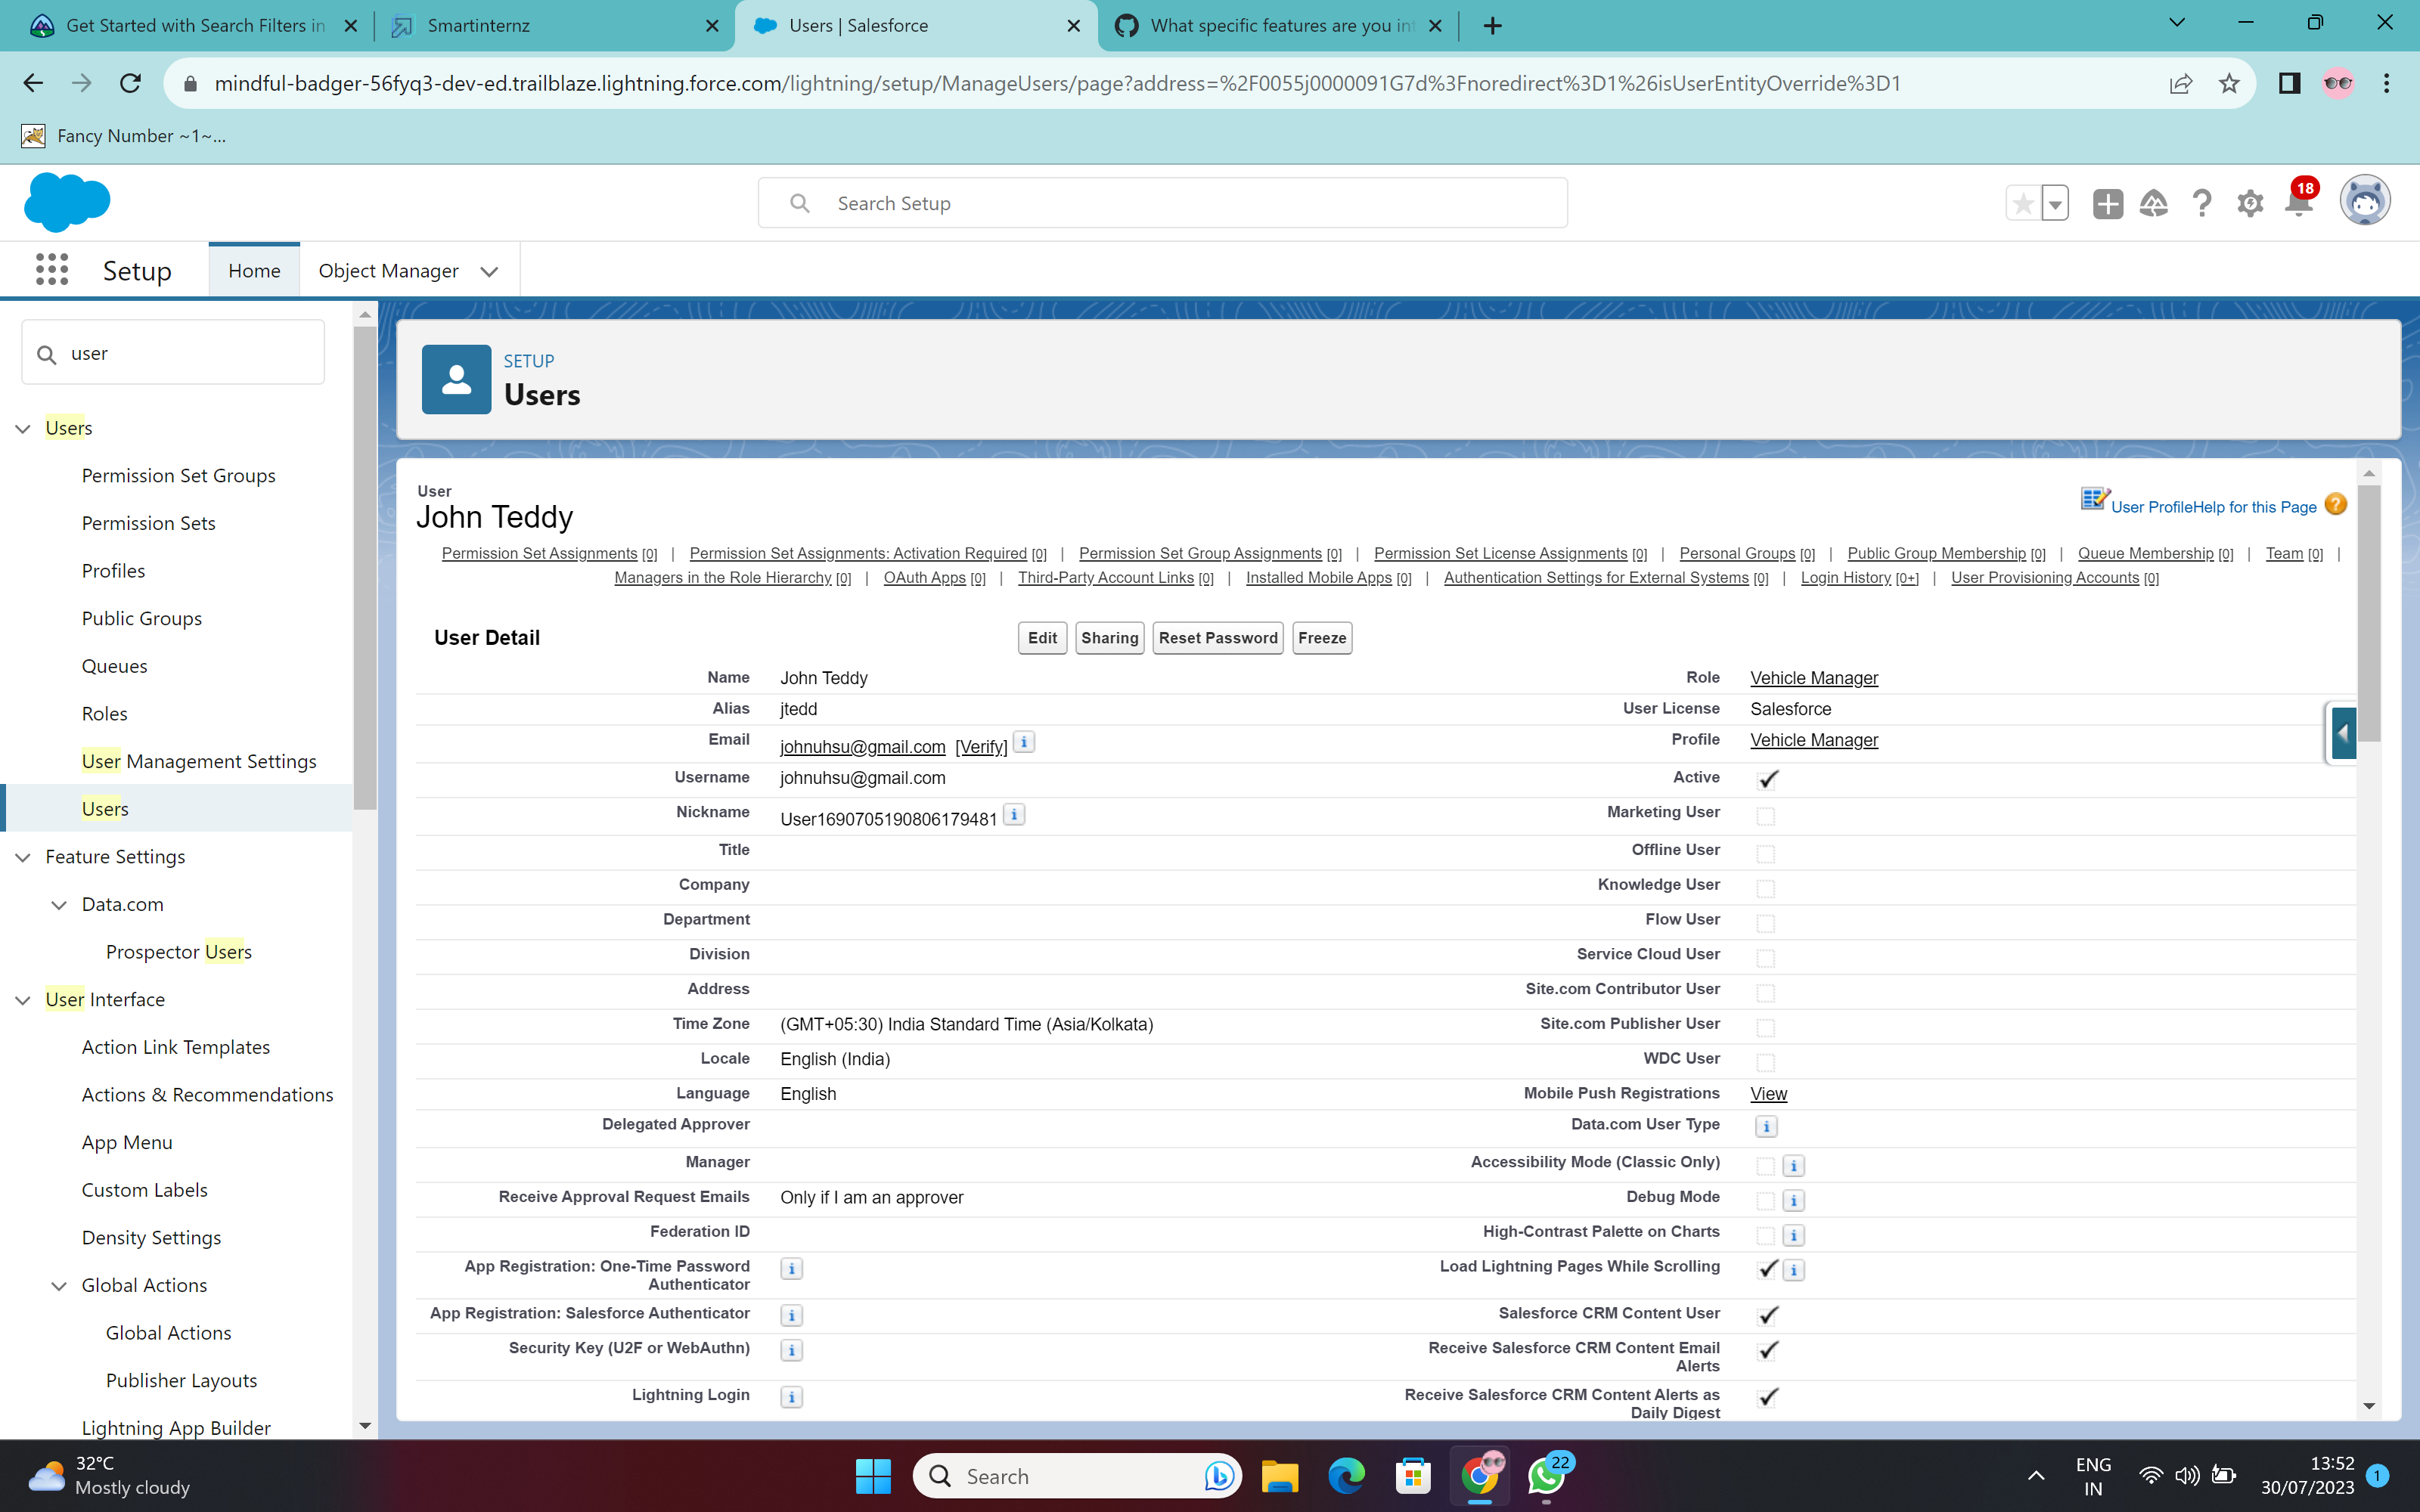 Get Started with Search Filters in
Smartinternz
Users | Salesforce
What specific features are you int
mindful-badger-56fyq3-dev-ed.trailblaze.lightning.force.com/lightning/setup/ManageUsers/page?address=%2F0055j0000091G7d%3Fnoredirect%3D1%26isUserEntityOverride%3D1
Fancy Number ~1~...
Search Setup
18
Setup
Home
Object Manager
user
Users
Permission Set Groups
Permission Sets
Profiles
Public Groups
Queues
Roles
User Management Settings
Users
Feature Settings
Data.com
Prospector Users
User Interface
Action Link Templates
Actions & Recommendations
App Menu
Custom Labels
Density Settings
Global Actions
Global Actions
Publisher Layouts
Lightning App Builder
SETUP
Users
User
John Teddy
User ProfileHelp for this Page ?
Permission Set Assignments [0] | Permission Set Assignments: Activation Required [0] | Permission Set Group Assignments [0] | Permission Set License Assignments [0] | Personal Groups [0] | Public Group Membership [0] | Queue Membership [0] | Team [0] |
Managers in the Role Hierarchy [0] | OAuth Apps [0] | Third-Party Account Links [0] | Installed Mobile Apps [0] | Authentication Settings for External Systems [0] | Login History [0+] | User Provisioning Accounts [0]
User Detail
Edit Sharing Reset Password Freeze
Name John Teddy Role Vehicle Manager
Alias jtedd User License Salesforce
Email johnuhsu@gmail.com [Verify] i Profile Vehicle Manager
Username johnuhsu@gmail.com Active
Nickname User16907051908061​79481 i Marketing User
Title Offline User
Company Knowledge User
Department Flow User
Division Service Cloud User
Address Site.com Contributor User
Time Zone (GMT+05:30) India Standard Time (Asia/Kolkata) Site.com Publisher User
Locale English (India) WDC User
Language English Mobile Push Registrations View
Delegated Approver Data.com User Type i
Manager Accessibility Mode (Classic Only) i
Receive Approval Request Emails Only if I am an approver Debug Mode i
Federation ID High-Contrast Palette on Charts i
App Registration: One-Time Password i Load Lightning Pages While Scrolling i
Authenticator
App Registration: Salesforce Authenticator i Salesforce CRM Content User
Security Key (U2F or WebAuthn) i Receive Salesforce CRM Content Email
Alerts
Lightning Login i Receive Salesforce CRM Content Alerts as
Daily Digest
32°C
Mostly cloudy
Search
22
ENG
IN
13:52
30/07/2023
1